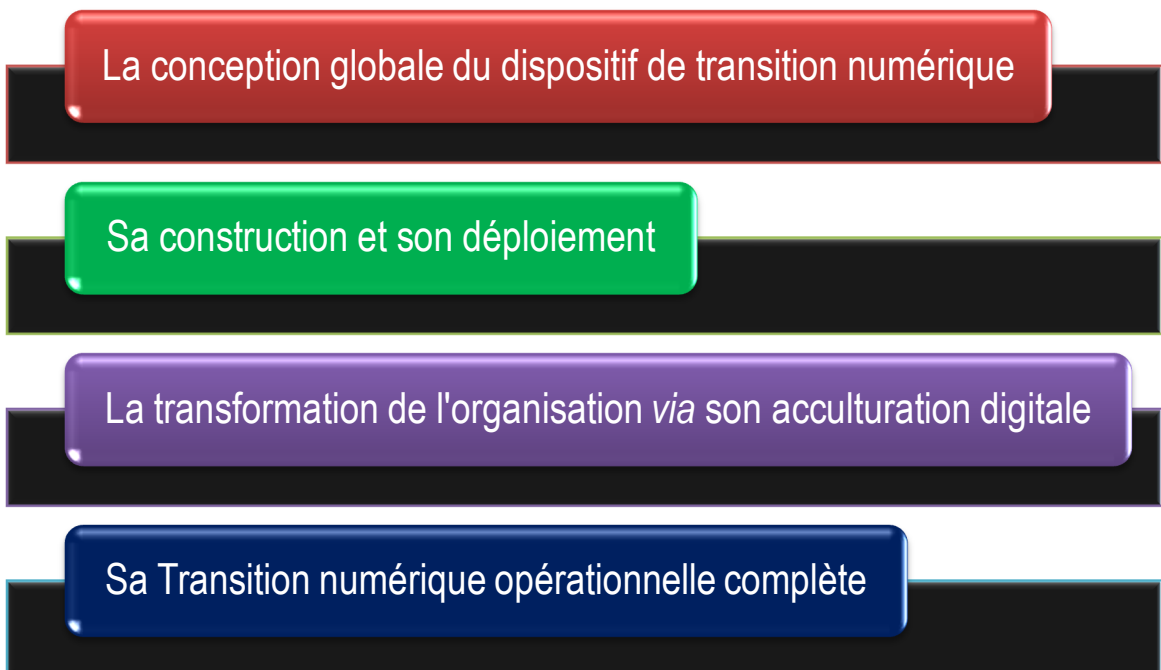 La conception globale du dispositif de transition numérique
Sa construction et son déploiement
La transformation de l'organisation via son acculturation digitale
Sa Transition numérique opérationnelle complète